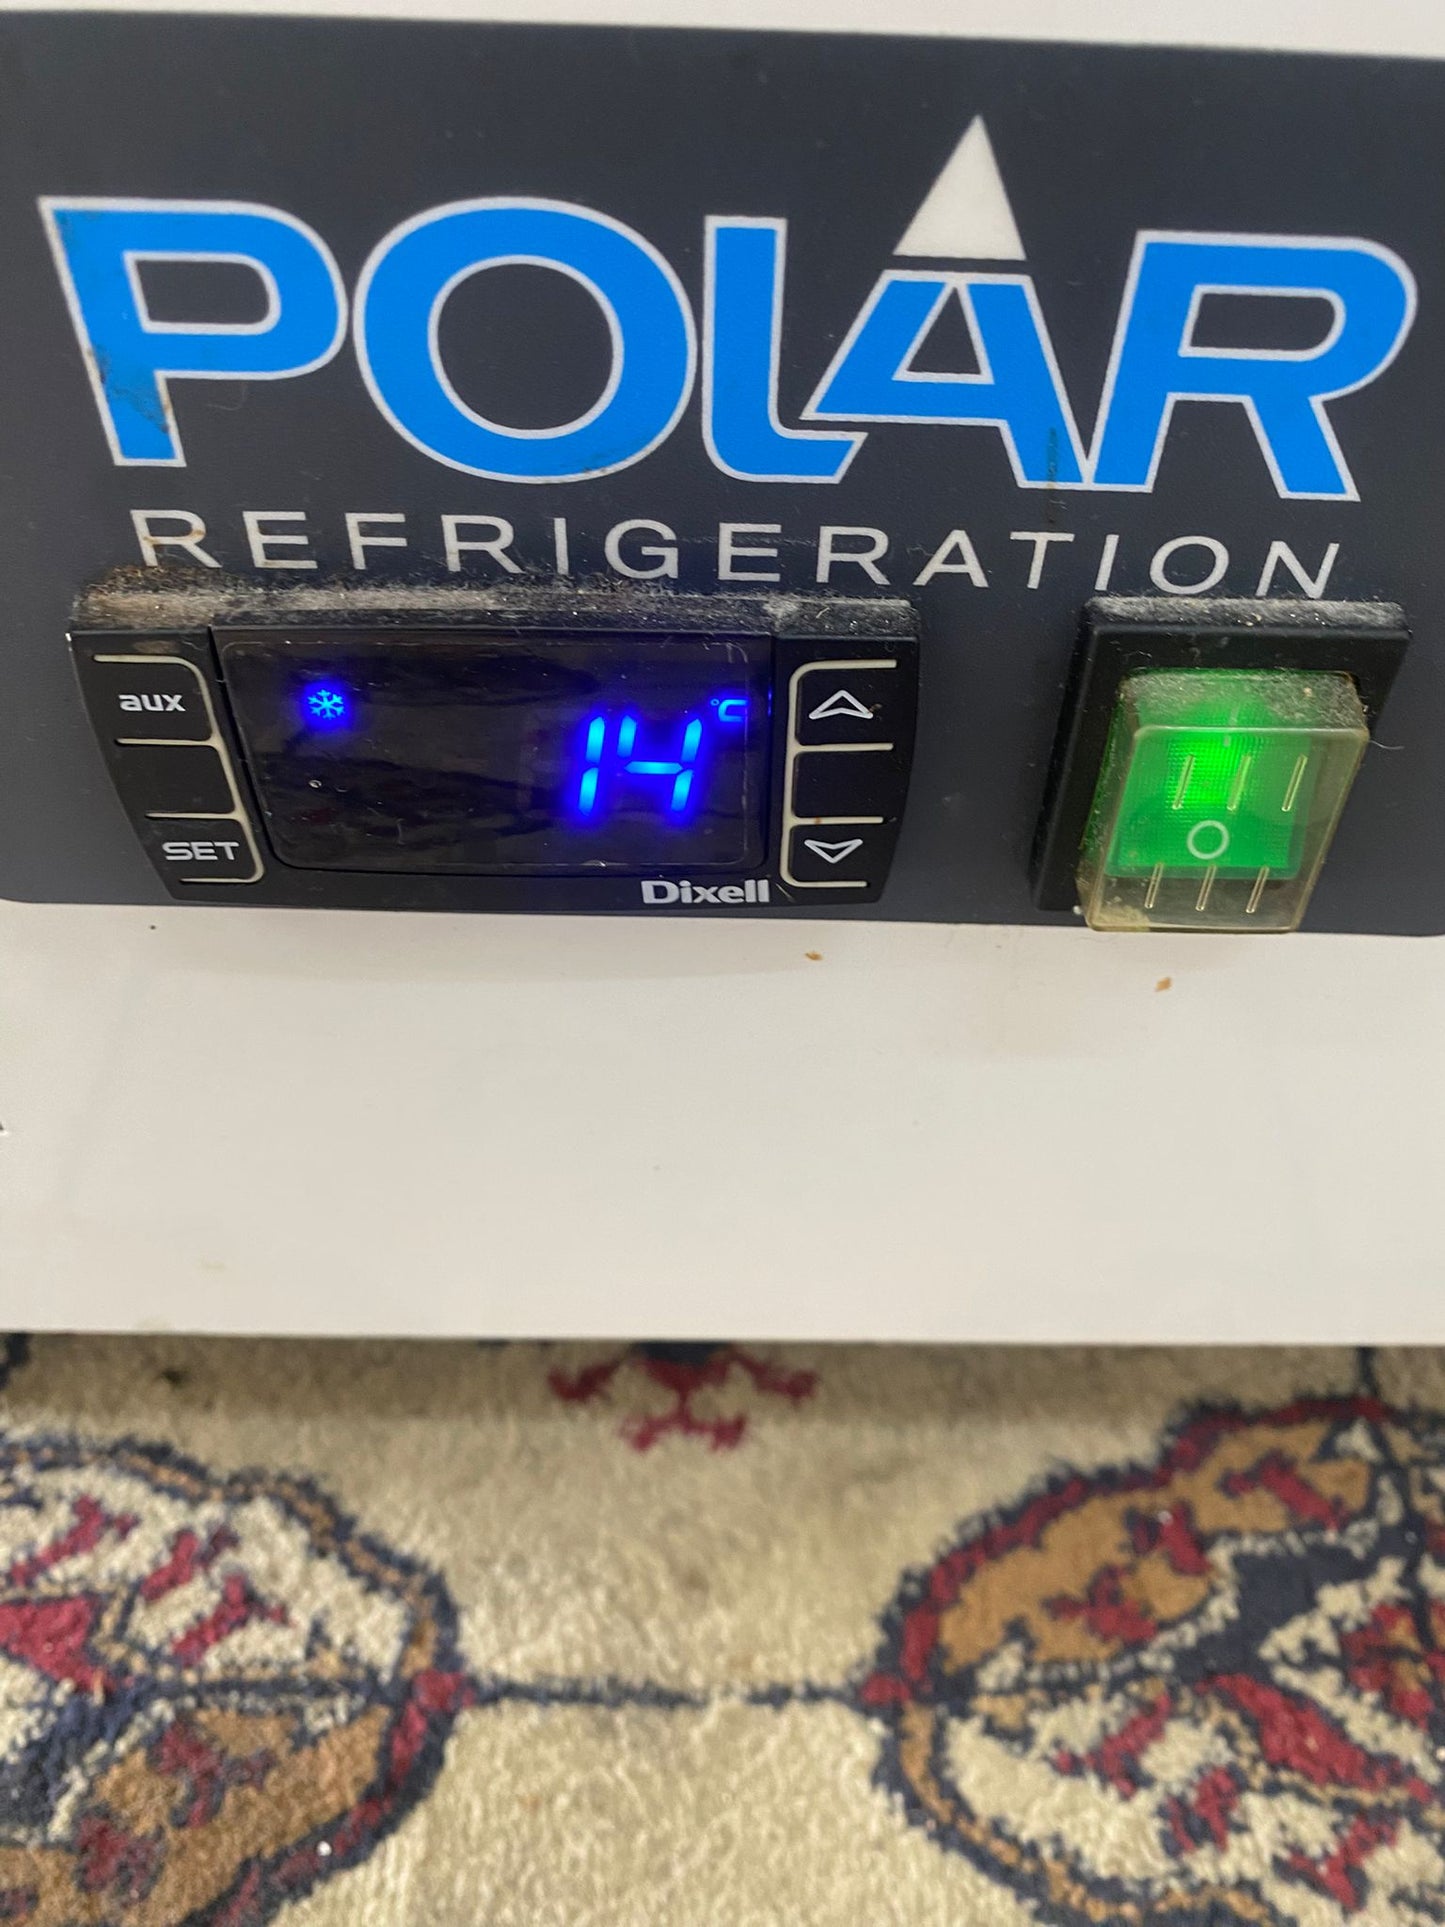 POLAR
REFRIGERATION
aux
14 °C
SET
Dixell